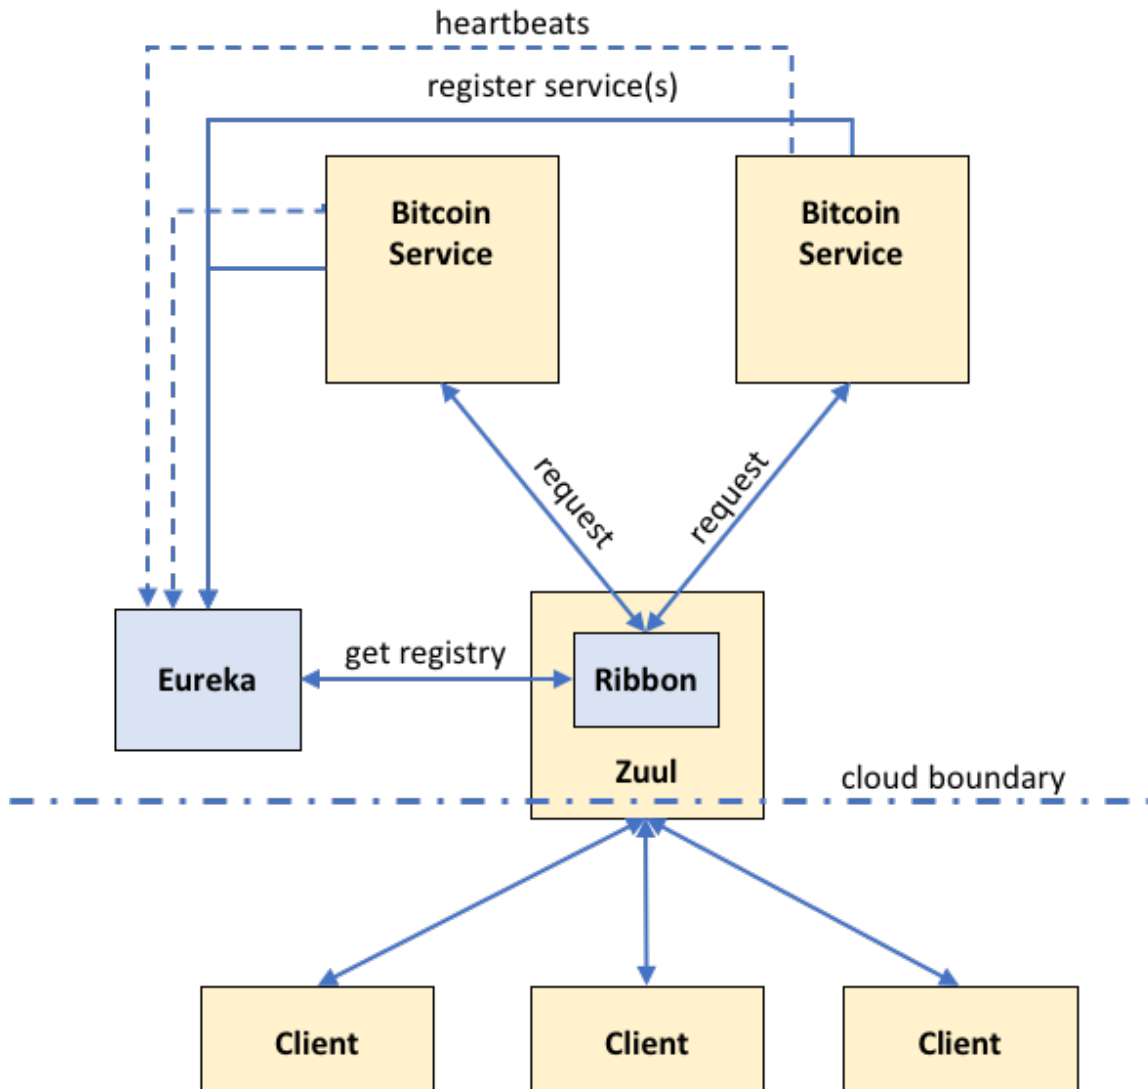 heartbeats
register service(s)
Bitcoin
Service
Bitcoin
Service
request
request
get registry
Eureka
Ribbon
Zuul
cloud boundary
Client
Client
Client